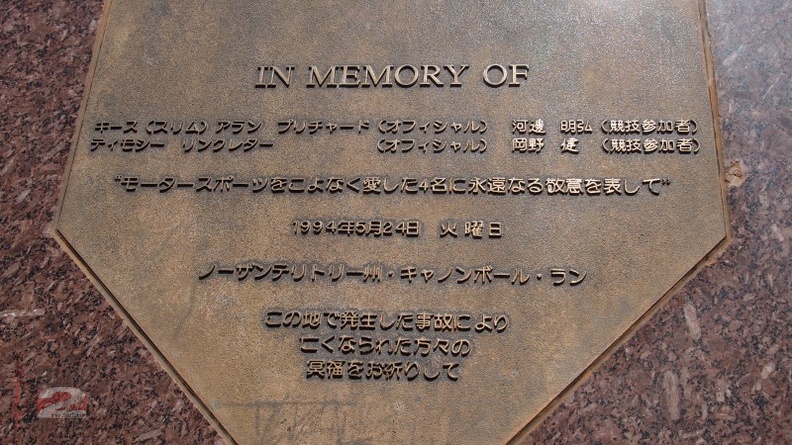 IN MEMORY OF
キース（スリム）アラン プリチャード（オフィシャル） 河邊 明弘（競技参加者）
ティモシー リンクレター （オフィシャル） 岡野 健 （競技参加者）
“モータースポーツをこよなく愛した4名に永遠なる敬意を表して”
1994年5月24日 火曜日
ノーザンテリトリー州・キャノンボール・ラン
この地で発生した事故により
亡くなられた方々の
冥福をお祈りして